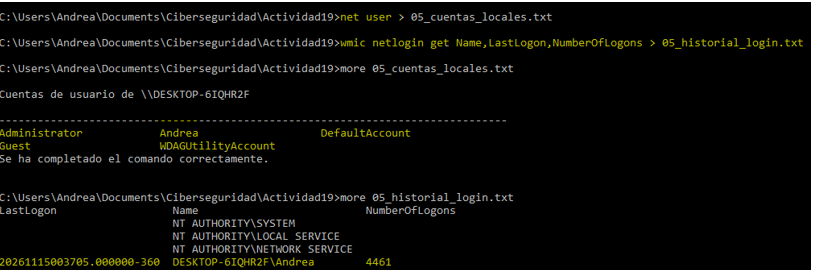 C:\Users\Andrea\Documents\Ciberseguridad\Actividad19>net user > 05_cuentas_locales.txt
C:\Users\Andrea\Documents\Ciberseguridad\Actividad19>wmic netlogin get Name,LastLogon,NumberOfLogons > 05_historial_login.txt
C:\Users\Andrea\Documents\Ciberseguridad\Actividad19>more 05_cuentas_locales.txt
Cuentas de usuario de \\DESKTOP-6IQHR2F
-------------------------------------------------------------------------------
Administrator            Andrea                   DefaultAccount
Guest                    WDAGUtilityAccount
Se ha completado el comando correctamente.
C:\Users\Andrea\Documents\Ciberseguridad\Actividad19>more 05_historial_login.txt
LastLogon                  Name                          NumberOfLogons
NT AUTHORITY\SYSTEM
NT AUTHORITY\LOCAL SERVICE
NT AUTHORITY\NETWORK SERVICE
20261115003705.000000-360  DESKTOP-6IQHR2F\Andrea        4461